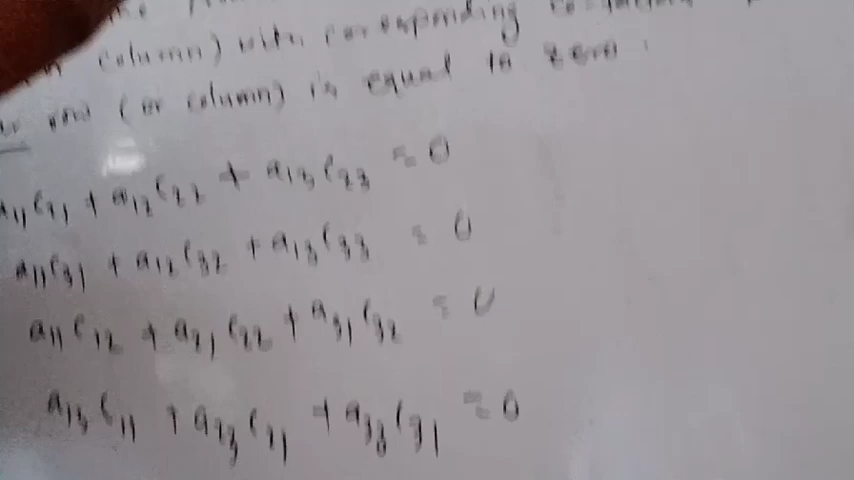 column) with corresponding
row (or column) is equal to zero.
a₁₁C₂₁ + a₁₂C₂₂ + a₁₃C₂₃ = 0
a₁₁C₃₁ + a₁₂C₃₂ + a₁₃C₃₃ = 0
a₁₁C₁₂ + a₂₁C₂₂ + a₃₁C₃₂ = 0
a₁₃C₁₁ + a₂₃C₂₁ + a₃₃C₃₁ = 0